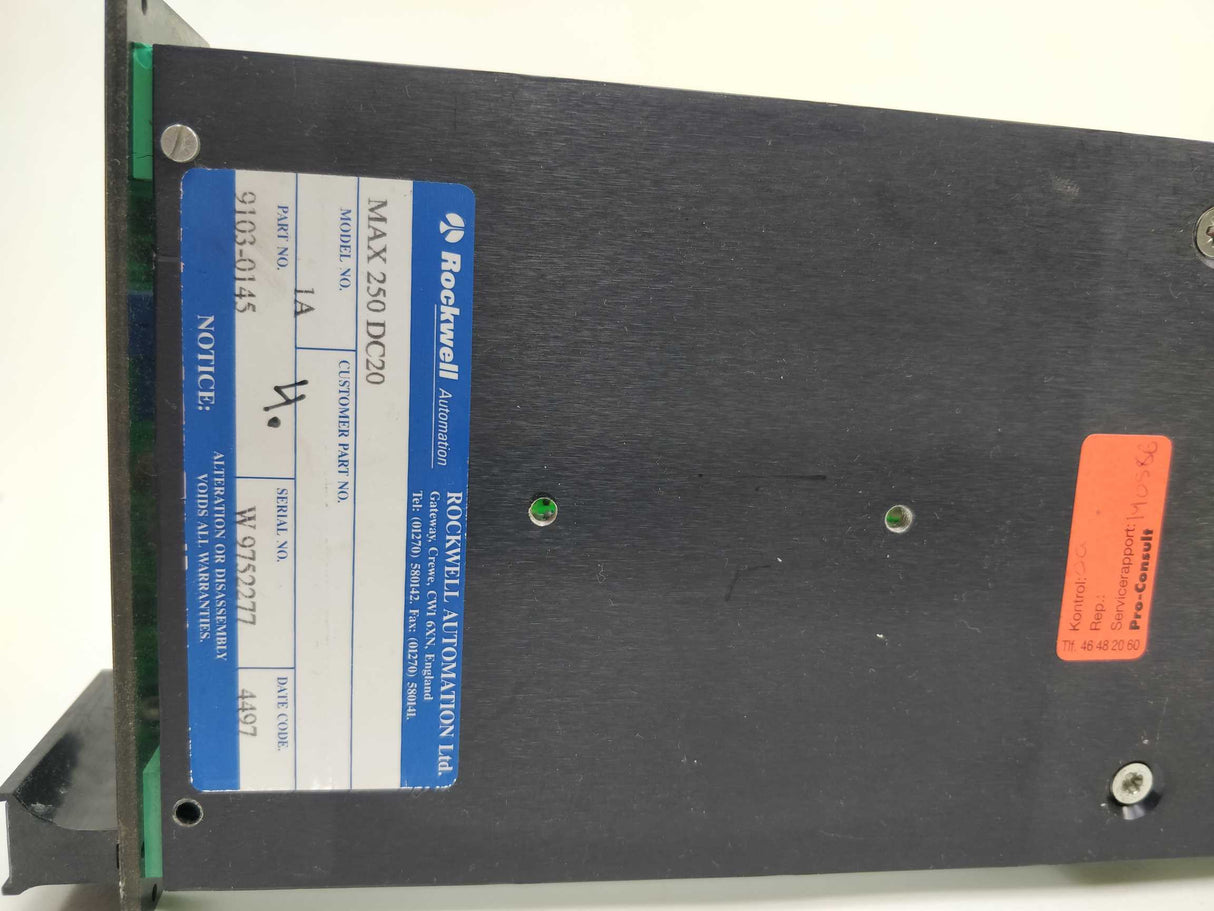 Rockwell Automation
ROCKWELL AUTOMATION Ltd.
Gateway, Crewe, CW1 6XN, England
Tel: (01270) 580142. Fax: (01270) 580141.
MAX 250 DC20
MODEL NO.
CUSTOMER PART NO.
1A
PART NO.
SERIAL NO.
DATE CODE.
9103-0145
4.
W 9752277
4497
NOTICE:
ALTERATION OR DISASSEMBLY
VOIDS ALL WARRANTIES.
Kontrol:
Rep.:
Servicerapport:
Pro-Consult
Tlf. 46 48 20 60